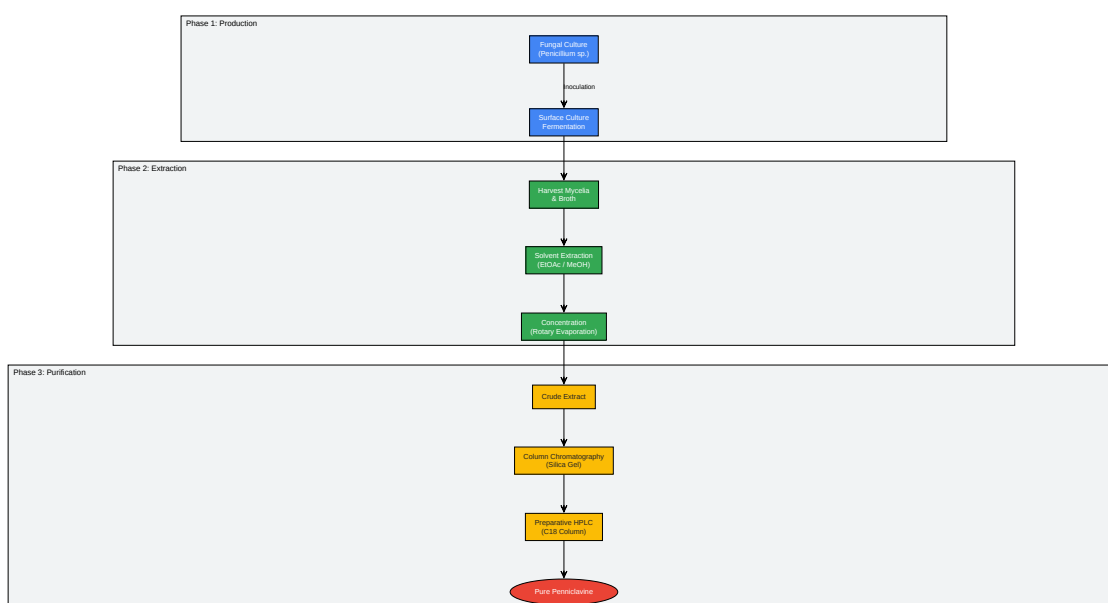 Phase 1: Production
Fungal Culture
(Penicillium sp.)
Inoculation
Surface Culture
Fermentation
Phase 2: Extraction
Harvest Mycelia
& Broth
Solvent Extraction
(EtOAc / MeOH)
Concentration
(Rotary Evaporation)
Phase 3: Purification
Crude Extract
Column Chromatography
(Silica Gel)
Preparative HPLC
(C18 Column)
Pure Penniclavine